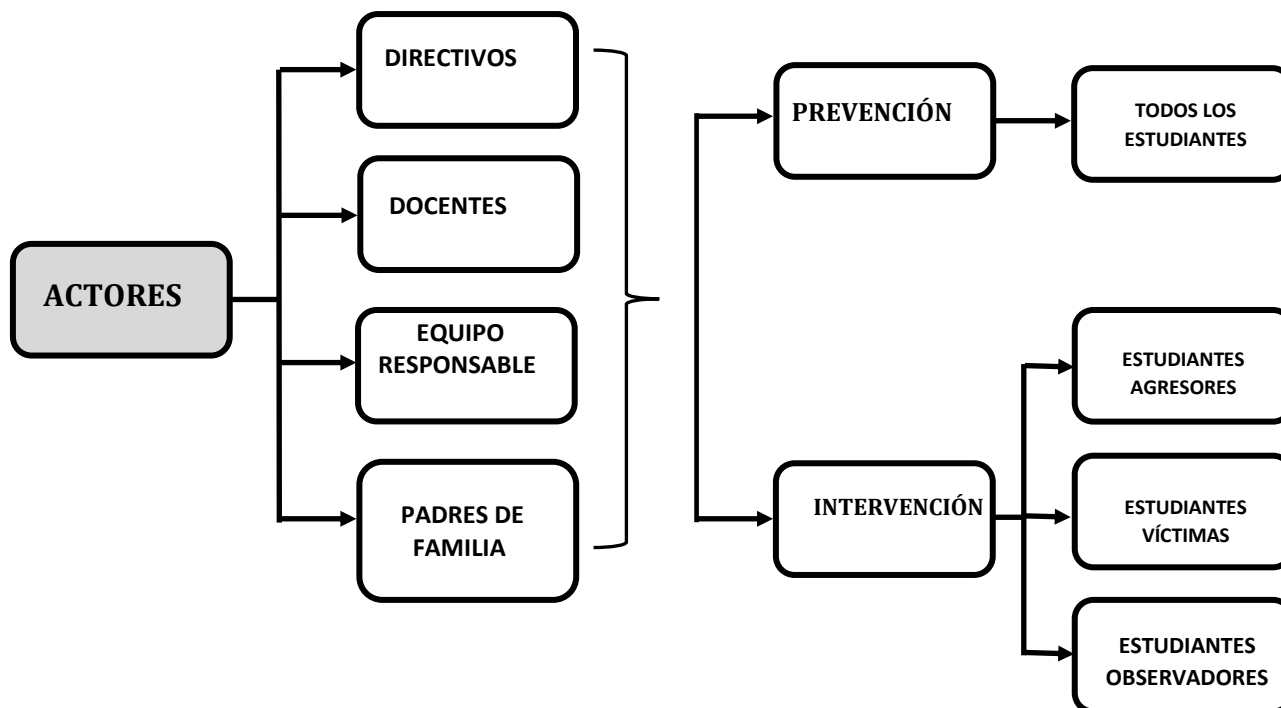 ACTORES
DIRECTIVOS
DOCENTES
EQUIPO
RESPONSABLE
PADRES DE
FAMILIA
PREVENCIÓN
TODOS LOS
ESTUDIANTES
INTERVENCIÓN
ESTUDIANTES
AGRESORES
ESTUDIANTES
VÍCTIMAS
ESTUDIANTES
OBSERVADORES